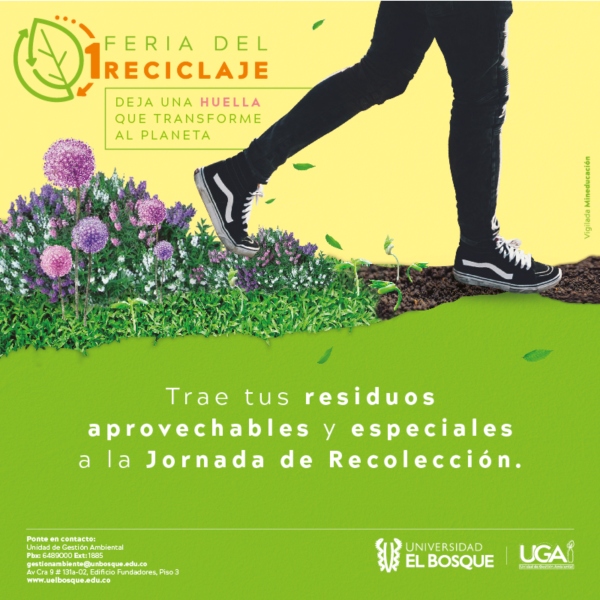 1 FERIA DEL
RECICLAJE
DEJA UNA HUELLA
QUE TRANSFORME
AL PLANETA
Vigilada Mineducación
Trae tus residuos
aprovechables y especiales
a la Jornada de Recolección.
Ponte en contacto:
Unidad de Gestión Ambiental
Pbx: 6489000 Ext: 1885
gestionambiente@unbosque.edu.co
Av Cra 9 # 131a-02, Edificio Fundadores, Piso 3
www.uelbosque.edu.co
UNIVERSIDAD
EL BOSQUE
UGA